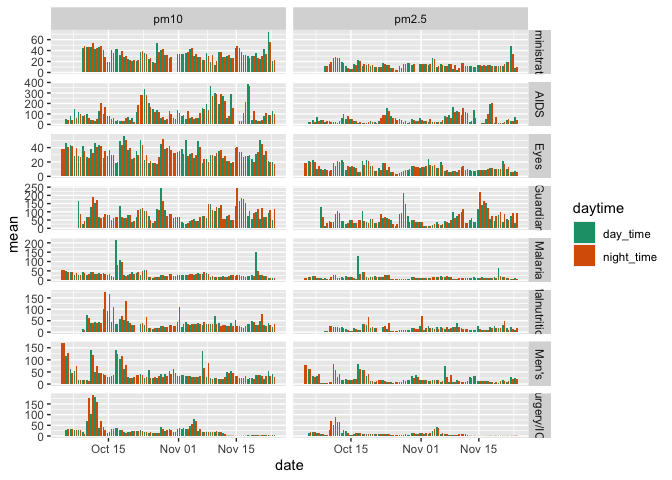 pm10
pm2.5
mean
60
40
20
0
ministrat
400
300
200
100
0
AIDS
40
20
0
Eyes
250
200
150
100
50
0
Guardian
200
150
100
50
0
Malaria
150
100
50
0
alnutritic
150
100
50
0
Men's
150
100
50
0
urgery/IC
Oct 15
Nov 01
Nov 15
Oct 15
Nov 01
Nov 15
date
daytime
day_time
night_time